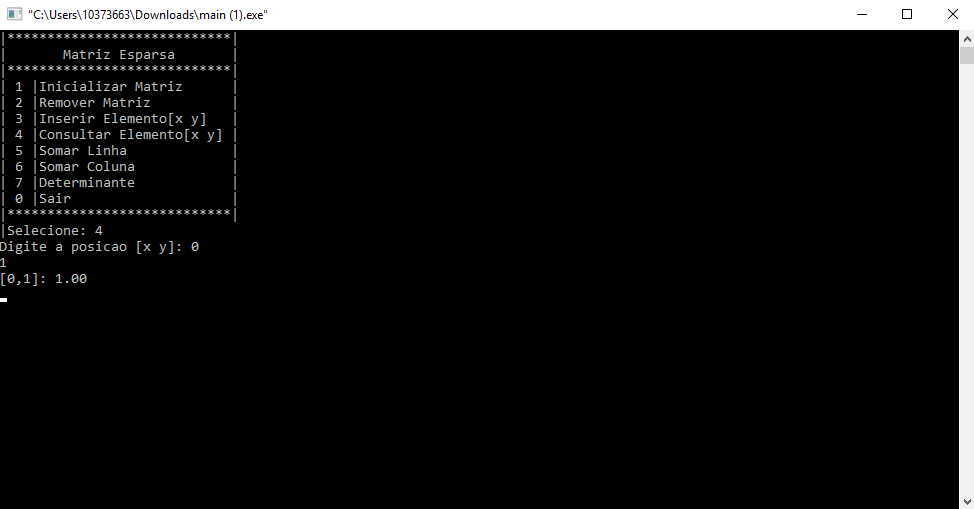 "C:\Users\10373663\Downloads\main (1).exe"
|****************************|
|       Matriz Esparsa       |
|****************************|
| 1 |Inicializar Matriz      |
| 2 |Remover Matriz          |
| 3 |Inserir Elemento[x y]   |
| 4 |Consultar Elemento[x y] |
| 5 |Somar Linha             |
| 6 |Somar Coluna            |
| 7 |Determinante            |
| 0 |Sair                    |
|****************************|
|Selecione: 4
Digite a posicao [x y]: 0
1
[0,1]: 1.00